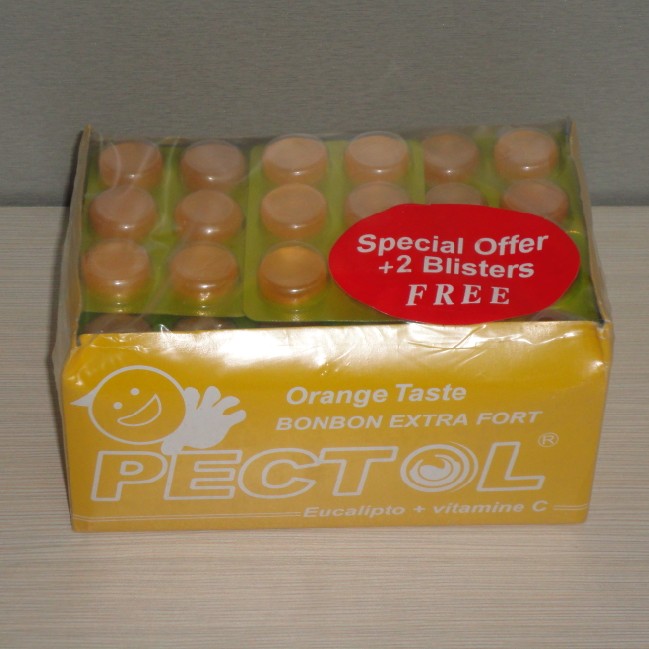 Special Offer
+2 Blisters
FREE
Orange Taste
BONBON EXTRA FORT
PECTOL®
Eucalipto + vitamine C